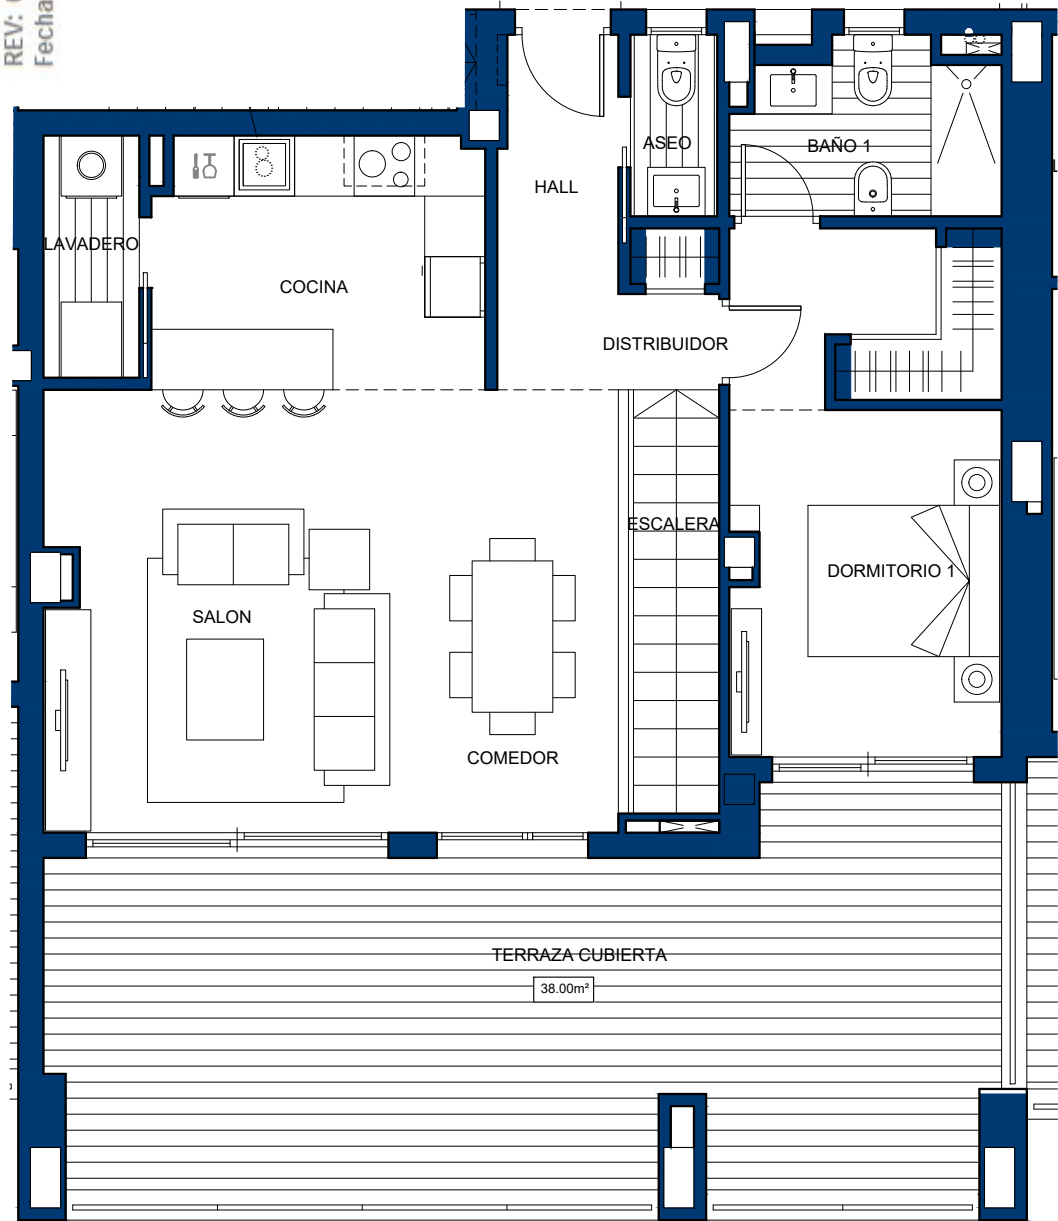 REV:
Fecha
ASEO
BAÑO 1
HALL
LAVADERO
COCINA
DISTRIBUIDOR
ESCALERA
DORMITORIO 1
SALON
COMEDOR
TERRAZA CUBIERTA
38.00m²